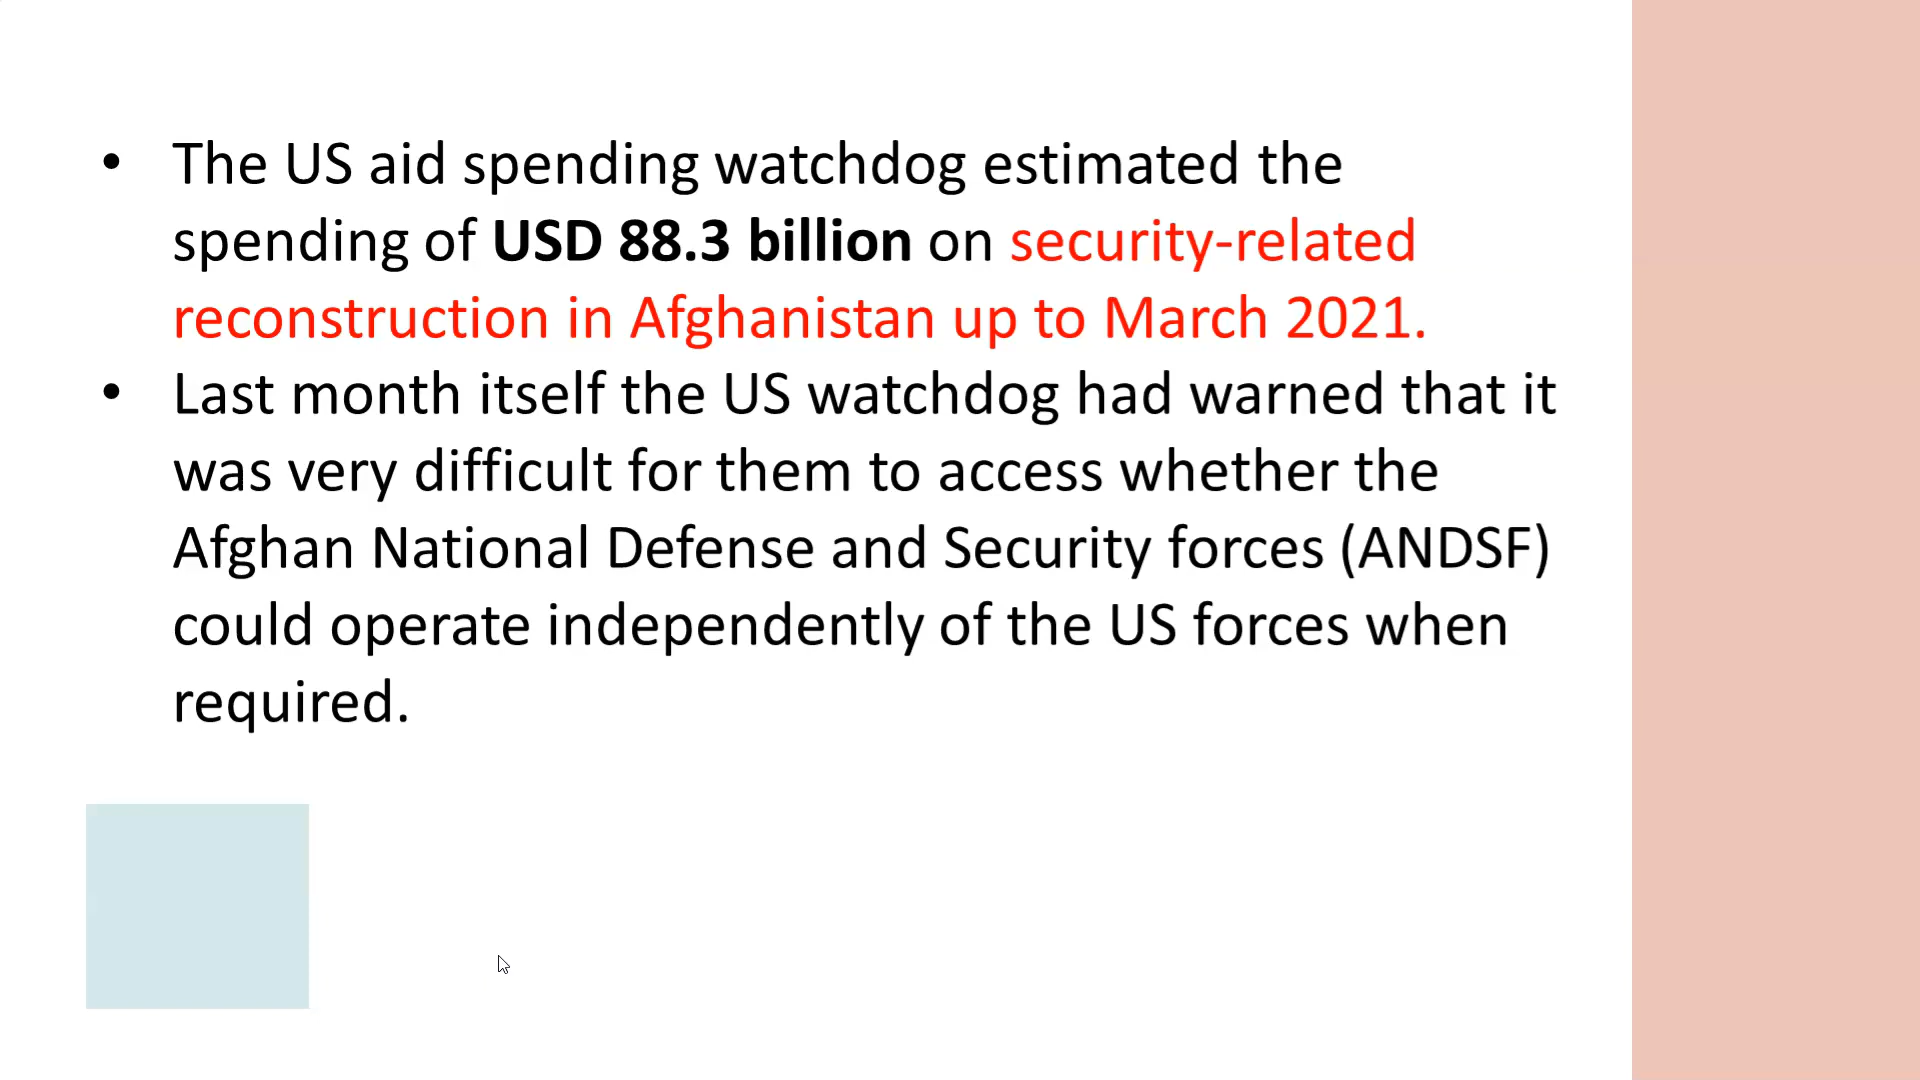 • The US aid spending watchdog estimated the
spending of USD 88.3 billion on security-related
reconstruction in Afghanistan up to March 2021.
• Last month itself the US watchdog had warned that it
was very difficult for them to access whether the
Afghan National Defense and Security forces (ANDSF)
could operate independently of the US forces when
required.